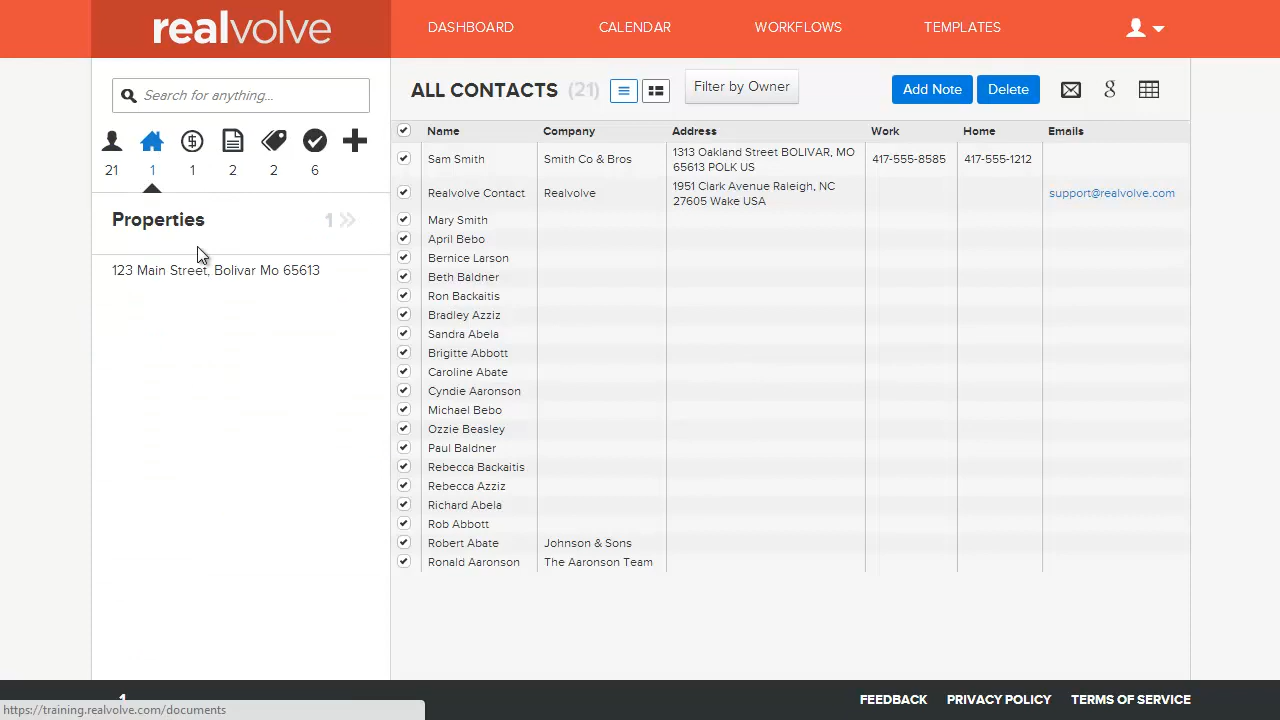 realvolve
DASHBOARD
CALENDAR
WORKFLOWS
TEMPLATES
Search for anything...
21
1
1
2
2
6
Properties
1
123 Main Street, Bolivar Mo 65613
ALL CONTACTS (21)
Filter by Owner
Add Note
Delete
g
Name Company Address Work Home Emails
Sam Smith Smith Co & Bros 1313 Oakland Street BOLIVAR, MO 417-555-8585 417-555-1212
65613 POLK US
Realvolve Contact Realvolve 1951 Clark Avenue Raleigh, NC support@realvolve.com
27605 Wake USA
Mary Smith
April Bebo
Bernice Larson
Beth Baldner
Ron Backaitis
Bradley Azziz
Sandra Abela
Brigitte Abbott
Caroline Abate
Cyndie Aaronson
Michael Bebo
Ozzie Beasley
Paul Baldner
Rebecca Backaitis
Rebecca Azziz
Richard Abela
Rob Abbott
Robert Abate Johnson & Sons
Ronald Aaronson The Aaronson Team
FEEDBACK
PRIVACY POLICY
TERMS OF SERVICE
https://training.realvolve.com/documents